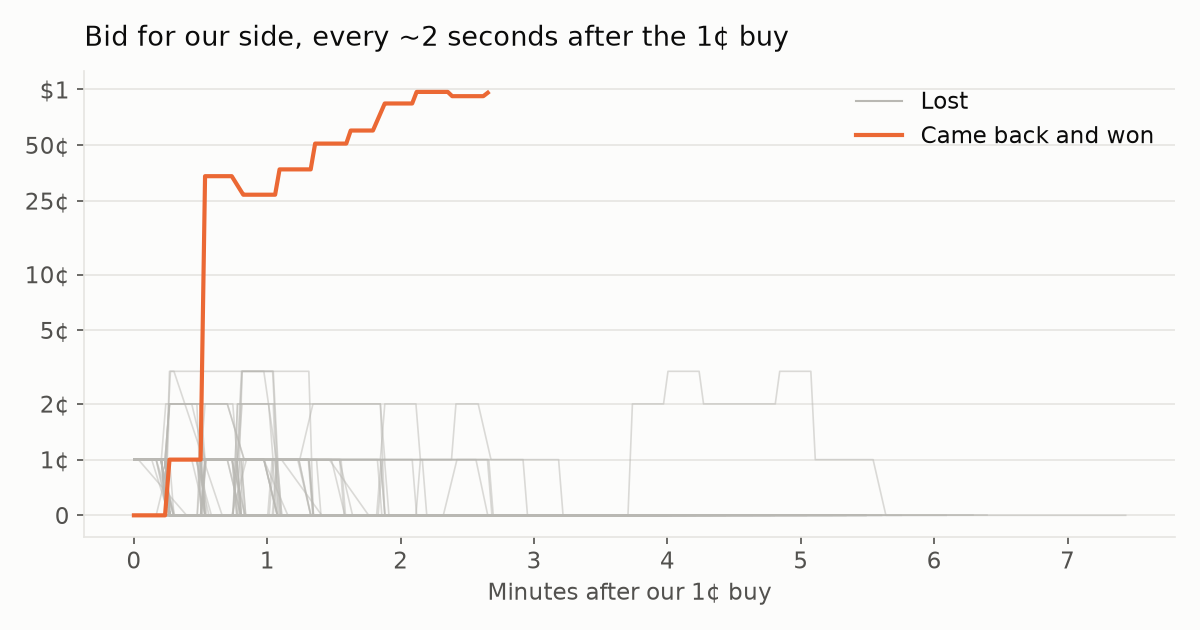 Bid for our side, every ~2 seconds after the 1¢ buy
$1
50¢
25¢
10¢
5¢
2¢
1¢
0
Lost
Came back and won
0 1 2 3 4 5 6 7
Minutes after our 1¢ buy